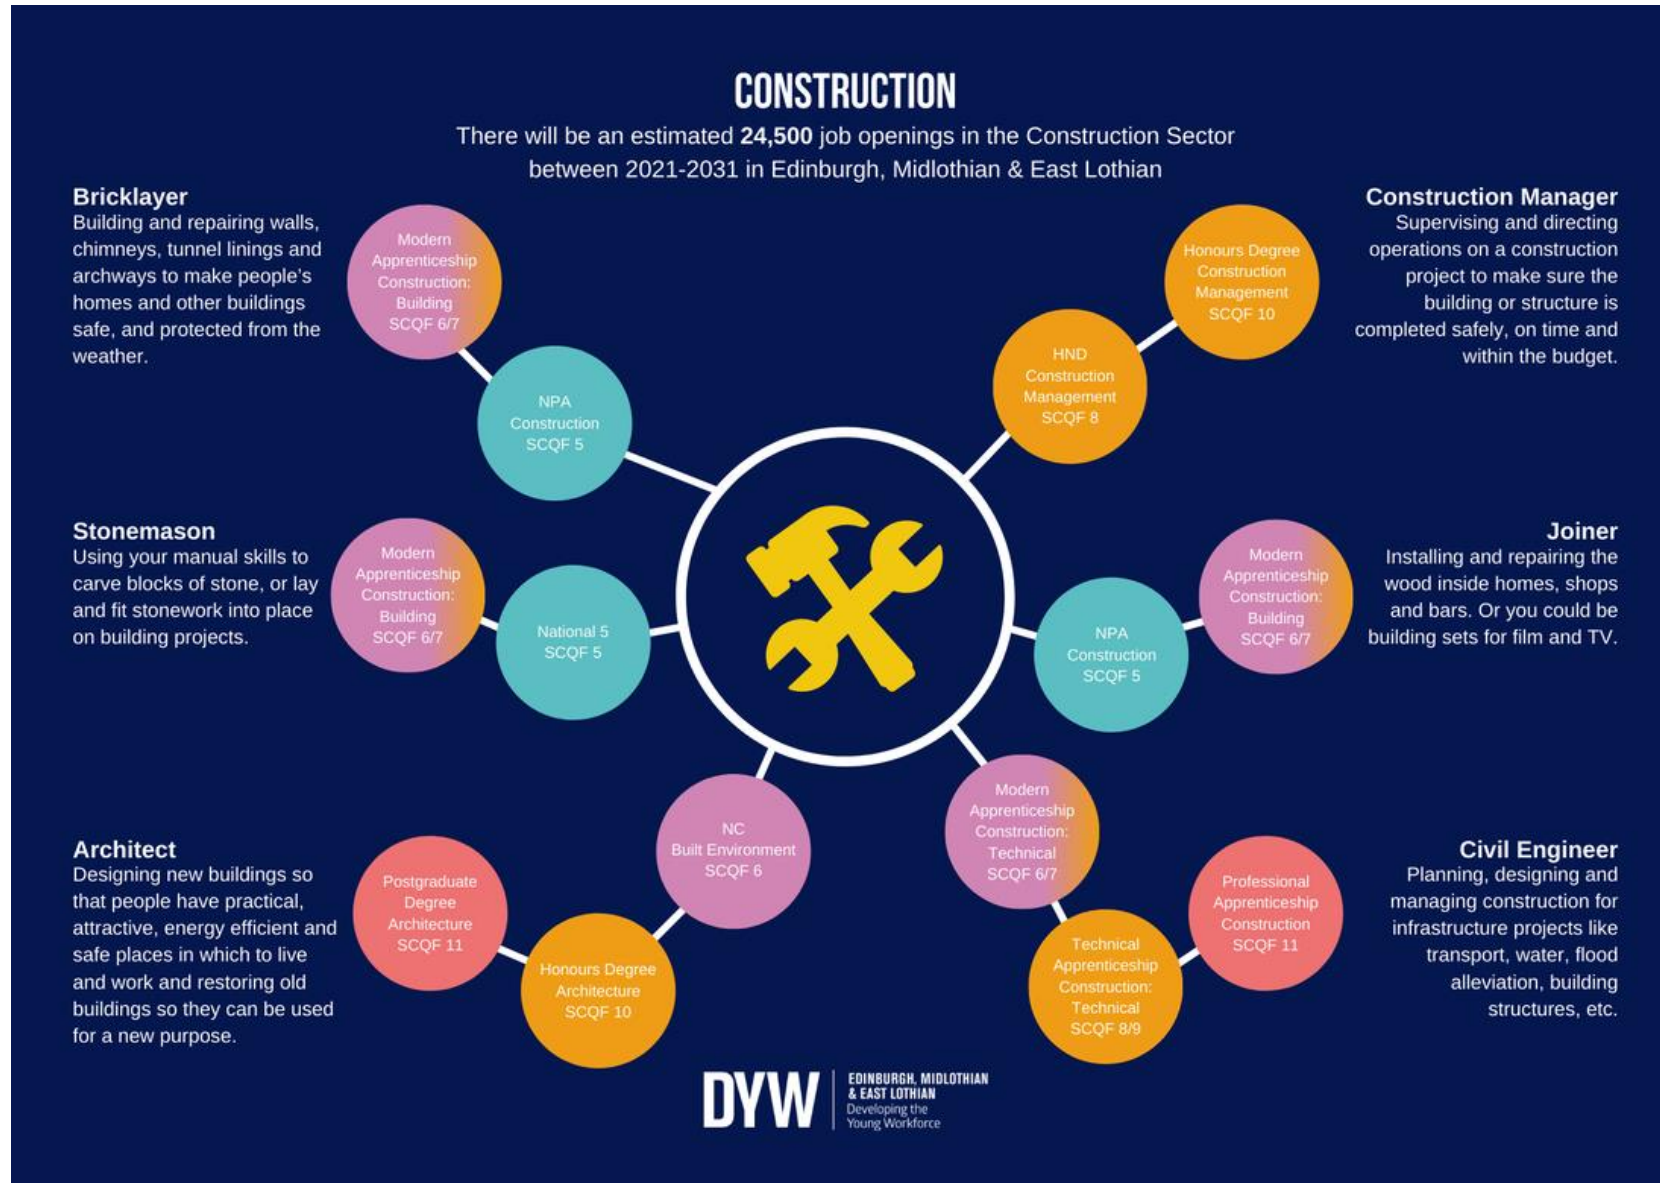 CONSTRUCTION
There will be an estimated 24,500 job openings in the Construction Sector
between 2021-2031 in Edinburgh, Midlothian & East Lothian
Bricklayer
Building and repairing walls,
chimneys, tunnel linings and
archways to make people's
homes and other buildings
safe, and protected from the
weather.
Modern
Apprenticeship
Construction:
Building
SCQF 6/7
NPA
Construction
SCQF 5
HND
Construction
Management
SCQF 8
Honours Degree
Construction
Management
SCQF 10
Construction Manager
Supervising and directing
operations on a construction
project to make sure the
building or structure is
completed safely, on time and
within the budget.
Stonemason
Using your manual skills to
carve blocks of stone, or lay
and fit stonework into place
on building projects.
Modern
Apprenticeship
Construction:
Building
SCQF 6/7
National 5
SCQF 5
NPA
Construction
SCQF 5
Modern
Apprenticeship
Construction:
Building
SCQF 6/7
Joiner
Installing and repairing the
wood inside homes, shops
and bars. Or you could be
building sets for film and TV.
Architect
Designing new buildings so
that people have practical,
attractive, energy efficient and
safe places in which to live
and work and restoring old
buildings so they can be used
for a new purpose.
Postgraduate
Degree
Architecture
SCQF 11
Honours Degree
Architecture
SCQF 10
NC
Built Environment
SCQF 6
Modern
Apprenticeship
Construction:
Technical
SCQF 6/7
Technical
Apprenticeship
Construction:
Technical
SCQF 8/9
Professional
Apprenticeship
Construction
SCQF 11
Civil Engineer
Planning, designing and
managing construction for
infrastructure projects like
transport, water, flood
alleviation, building
structures, etc.
DYW
EDINBURGH, MIDLOTHIAN
& EAST LOTHIAN
Developing the
Young Workforce